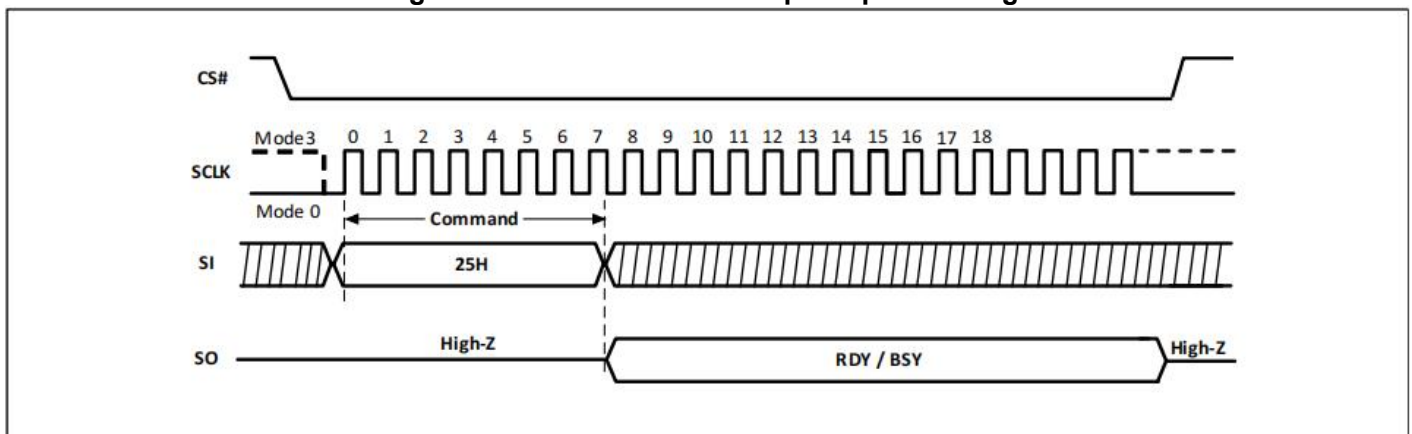 CS#
Mode3 0 1 2 3 4 5 6 7 8 9 10 11 12 13 14 15 16 17 18
SCLK
Mode 0
Command
SI
25H
High-Z
SO
RDY / BSY
High-Z